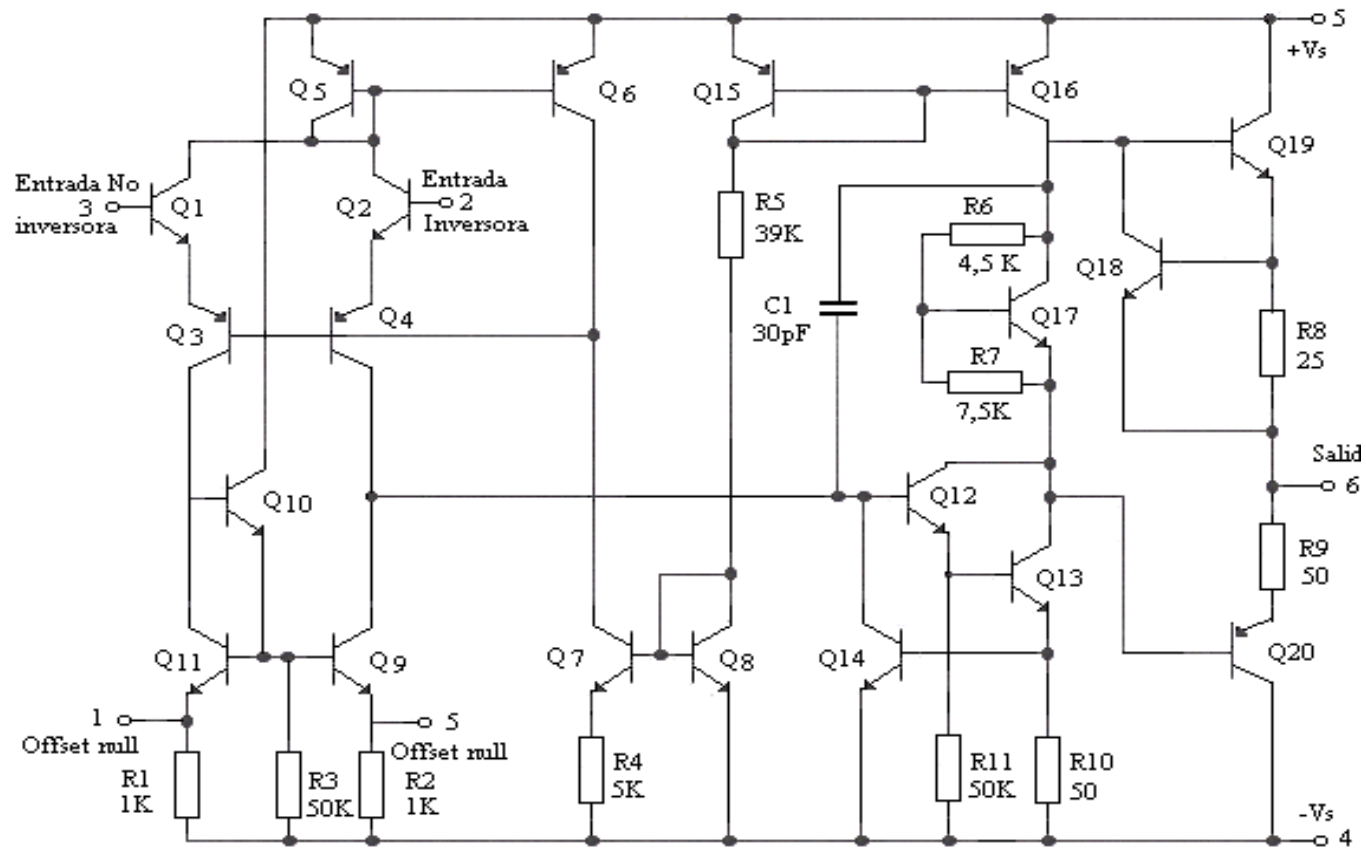 5
+Vs
Q5
Q6
Q15
Q16
Q19
Entrada No
3
inversora
Q1
Q2
Entrada
2
Inversora
R5
39K
R6
4,5 K
Q18
C1
30pF
Q17
Q3
Q4
R8
25
R7
7,5K
Salid
6
Q10
Q12
R9
50
Q13
Q11
Q9
Q7
Q8
Q14
Q20
1
Offset null
5
Offset null
R1
1K
R3
50K
R2
1K
R4
5K
R11
50K
R10
50
-Vs
4